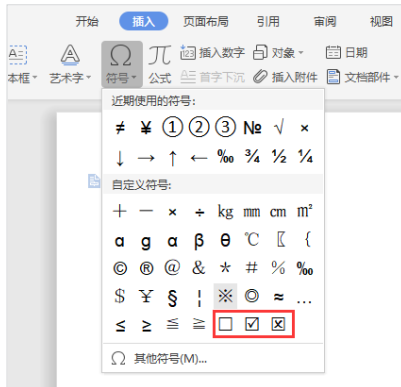 开始 插入 页面布局 引用 审阅 视图
符号 公式 插入数字 对象 日期
本框 艺术字 首字下沉 插入附件 文档部件
近期使用的符号:
≠ ¥ ① ② ③ № √ ×
↓ → ↑ ← ‰ ¾ ½ ¼
自定义符号:
+ − × ÷ kg mm cm m²
ɑ ɡ α β θ ℃ 〖 {
© ® @ & * # % ‰
$ ¥ § ¦ ※ ◎ ≈ …
≤ ≥ ≦ ≧ □ ☑ ☒
Ω 其他符号(M)...